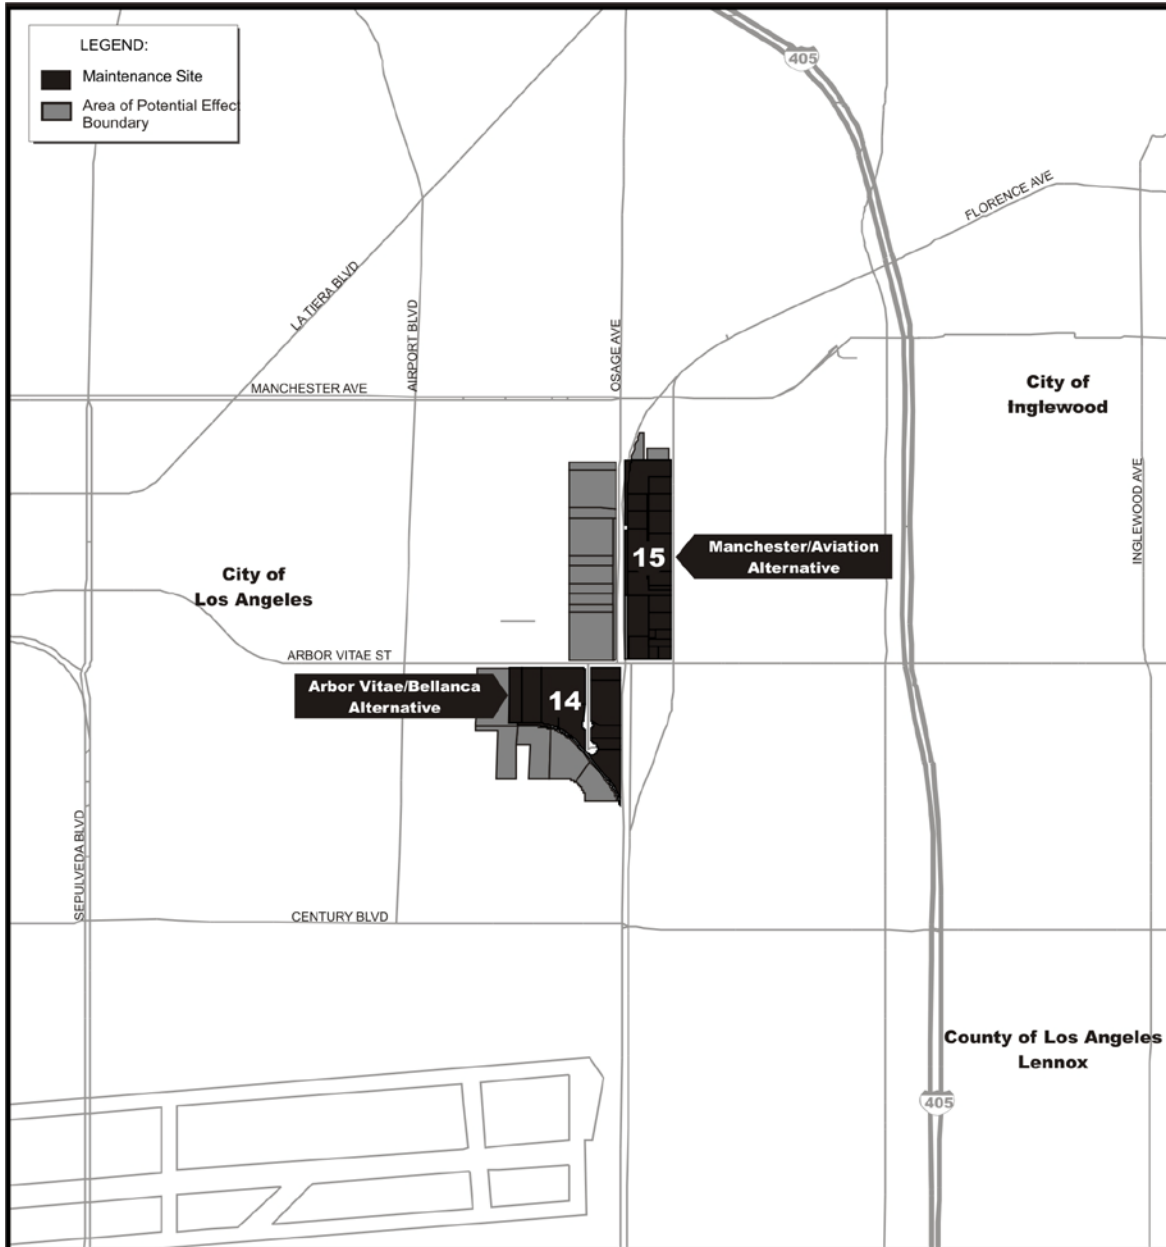 LEGEND:
Maintenance Site
Area of Potential Effect
Boundary
405
FLORENCE AVE
LA TIERA BLVD
AIRPORT BLVD
OSAGE AVE
MANCHESTER AVE
City of
Inglewood
INGLEWOOD AVE
15
Manchester/Aviation
Alternative
City of
Los Angeles
ARBOR VITAE ST
Arbor Vitae/Bellanca
Alternative
14
SEPULVEDA BLVD
CENTURY BLVD
County of Los Angeles
Lennox
405